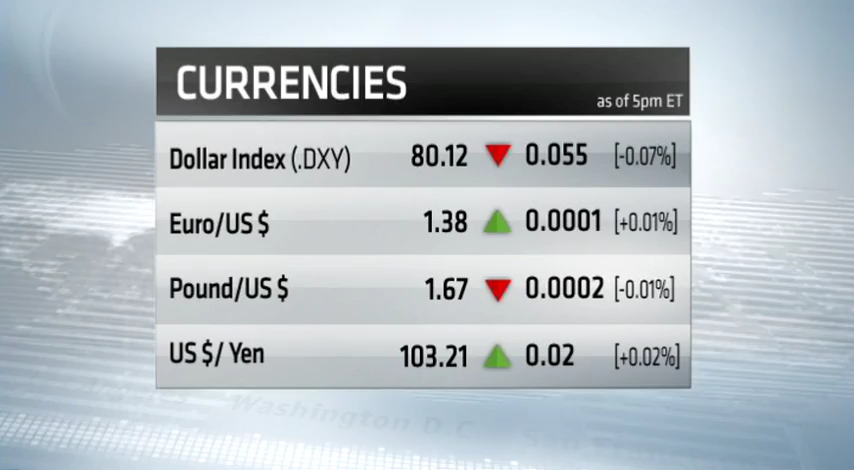 CURRENCIES
as of 5pm ET
Dollar Index (.DXY) 80.12 ▼ 0.055 [-0.07%]
Euro/US $ 1.38 ▲ 0.0001 [+0.01%]
Pound/US $ 1.67 ▼ 0.0002 [-0.01%]
US $/ Yen 103.21 ▲ 0.02 [+0.02%]
Washington D.C